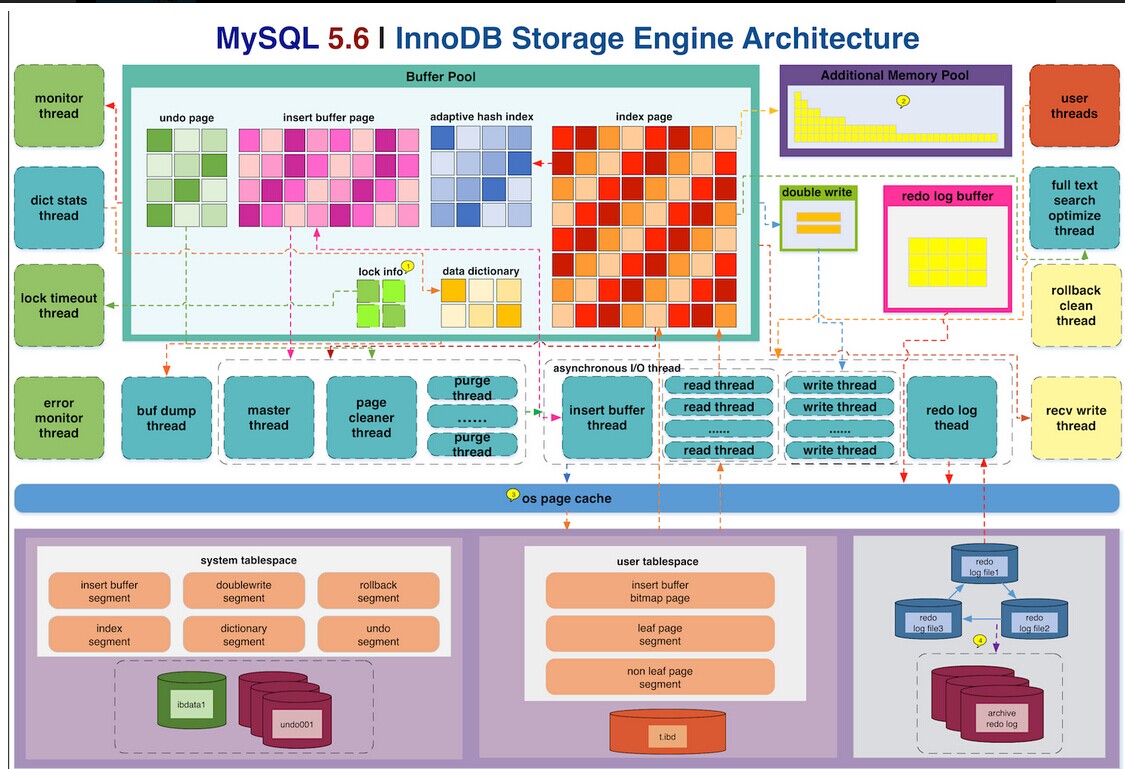 MySQL 5.6 | InnoDB Storage Engine Architecture
monitor
thread
dict stats
thread
lock timeout
thread
error
monitor
thread
Buffer Pool
undo page
insert buffer page
adaptive hash index
index page
lock info
1
data dictionary
Additional Memory Pool
2
double write
redo log buffer
user
threads
full text
search
optimize
thread
rollback
clean
thread
recv write
thread
buf dump
thread
master
thread
page
cleaner
thread
purge
thread
......
purge
thread
asynchronous I/O thread
insert buffer
thread
read thread
read thread
......
read thread
write thread
write thread
......
write thread
redo log
thead
3
os page cache
system tablespace
insert buffer
segment
doublewrite
segment
rollback
segment
index
segment
dictionary
segment
undo
segment
ibdata1
undo001
user tablespace
insert buffer
bitmap page
leaf page
segment
non leaf page
segment
t.ibd
redo
log file1
redo
log file3
redo
log file2
4
archive
redo log